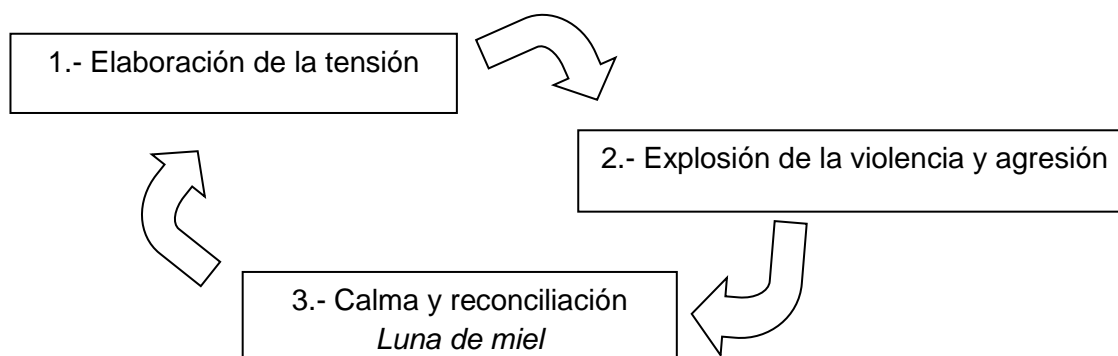 1.- Elaboración de la tensión
2.- Explosión de la violencia y agresión
3.- Calma y reconciliación
Luna de miel